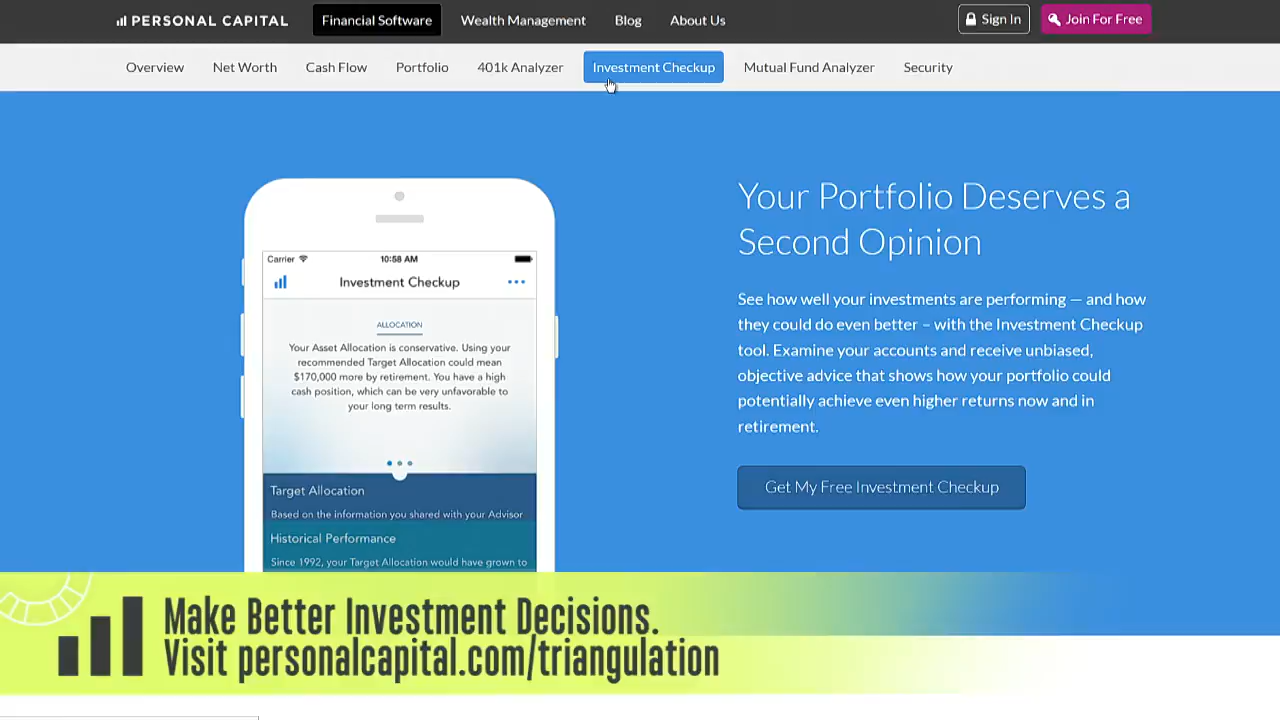 PERSONAL CAPITAL Financial Software Wealth Management Blog About Us Sign In Join For Free
Overview Net Worth Cash Flow Portfolio 401k Analyzer Investment Checkup Mutual Fund Analyzer Security
Carrier 10:58 AM
Investment Checkup
ALLOCATION
Your Asset Allocation is conservative. Using your
recommended Target Allocation could mean
$170,000 more by retirement. You have a high
cash position, which can be very unfavorable to
your long term results.
Target Allocation
Based on the information you shared with your Advisor
Historical Performance
Since 1992, your Target Allocation would have grown to
Your Portfolio Deserves a
Second Opinion
See how well your investments are performing — and how
they could do even better – with the Investment Checkup
tool. Examine your accounts and receive unbiased,
objective advice that shows how your portfolio could
potentially achieve even higher returns now and in
retirement.
Get My Free Investment Checkup
Make Better Investment Decisions.
Visit personalcapital.com/triangulation